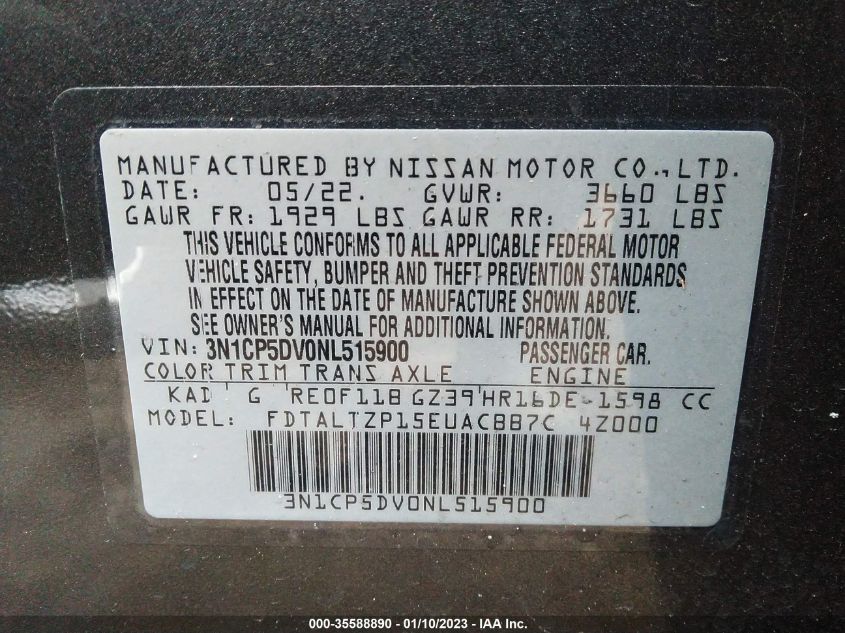 MANUFACTURED BY NISSAN MOTOR CO., LTD.
DATE: 05/22. GVWR: 3660 LBS
GAWR FR: 1929 LBS GAWR RR: 1731 LBS
THIS VEHICLE CONFORMS TO ALL APPLICABLE FEDERAL MOTOR
VEHICLE SAFETY, BUMPER AND THEFT PREVENTION STANDARDS
IN EFFECT ON THE DATE OF MANUFACTURE SHOWN ABOVE.
SEE OWNER'S MANUAL FOR ADDITIONAL INFORMATION.
VIN: 3N1CP5DV0NL515900 PASSENGER CAR.
COLOR TRIM TRANS AXLE ENGINE
KAD G RE0F11B GZ39 HR16DE-1598 CC
MODEL: FDTALTZP15EUACBB7C 4Z000
3N1CP5DV0NL515900
000-35588890 - 01/10/2023 - IAA Inc.